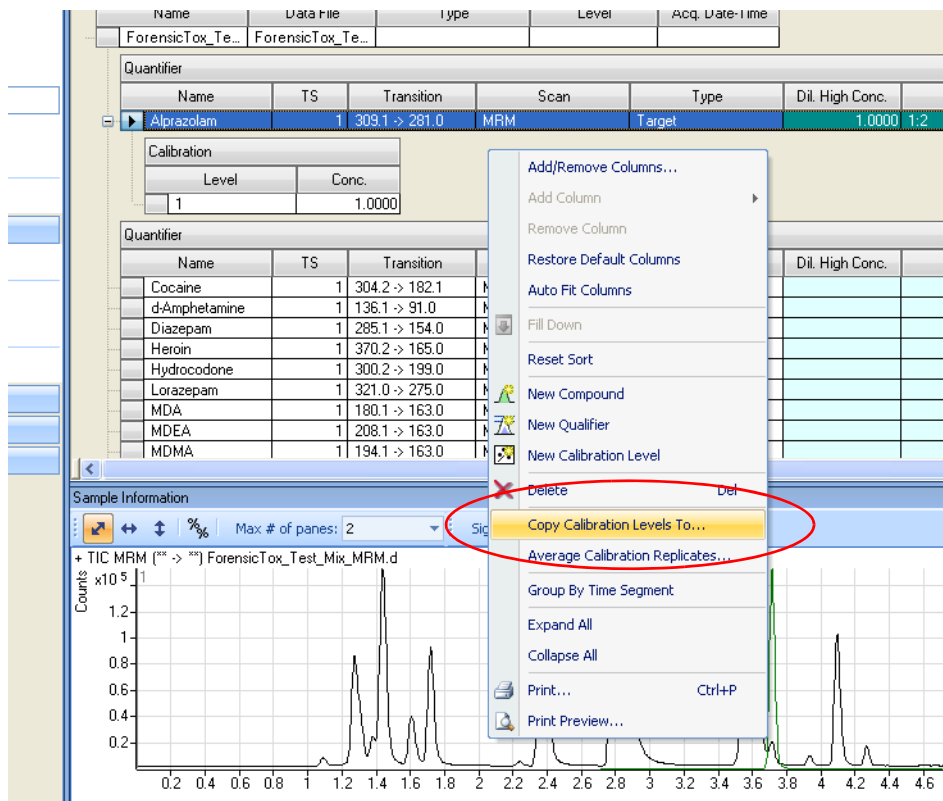 Name Data File Type Level Acq. Date-Time
ForensicTox_Te... ForensicTox_Te...
Quantifier
Name TS Transition Scan Type Dil. High Conc.
Alprazolam 1 309.1 -> 281.0 MRM Target 1.0000 1:2
Calibration
Level Conc.
1 1.0000
Quantifier
Name TS Transition Dil. High Conc.
Cocaine 1 304.2 -> 182.1
d-Amphetamine 1 136.1 -> 91.0
Diazepam 1 285.1 -> 154.0
Heroin 1 370.2 -> 165.0
Hydrocodone 1 300.2 -> 199.0
Lorazepam 1 321.0 -> 275.0
MDA 1 180.1 -> 163.0
MDEA 1 208.1 -> 163.0
MDMA 1 194.1 -> 163.0
Add/Remove Columns...
Add Column
Remove Column
Restore Default Columns
Auto Fit Columns
Fill Down
Reset Sort
New Compound
New Qualifier
New Calibration Level
Delete Del
Copy Calibration Levels To...
Average Calibration Replicates...
Group By Time Segment
Expand All
Collapse All
Print... Ctrl+P
Print Preview...
Sample Information
Max # of panes: 2
+ TIC MRM (** -> **) ForensicTox_Test_Mix_MRM.d
Counts
x10 5
1
1.2
1
0.8
0.6
0.4
0.2
0.2 0.4 0.6 0.8 1 1.2 1.4 1.6 1.8 2 2.2 2.4 2.6 2.8 3 3.2 3.4 3.6 3.8 4 4.2 4.4 4.6